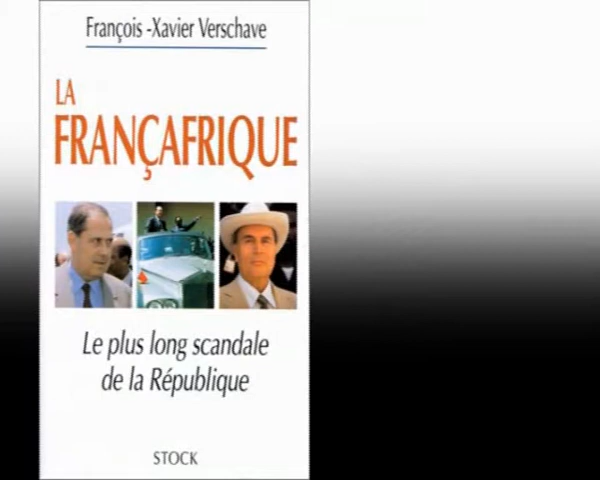 François -Xavier Verschave
LA
FRANÇAFRIQUE
Le plus long scandale
de la République
STOCK